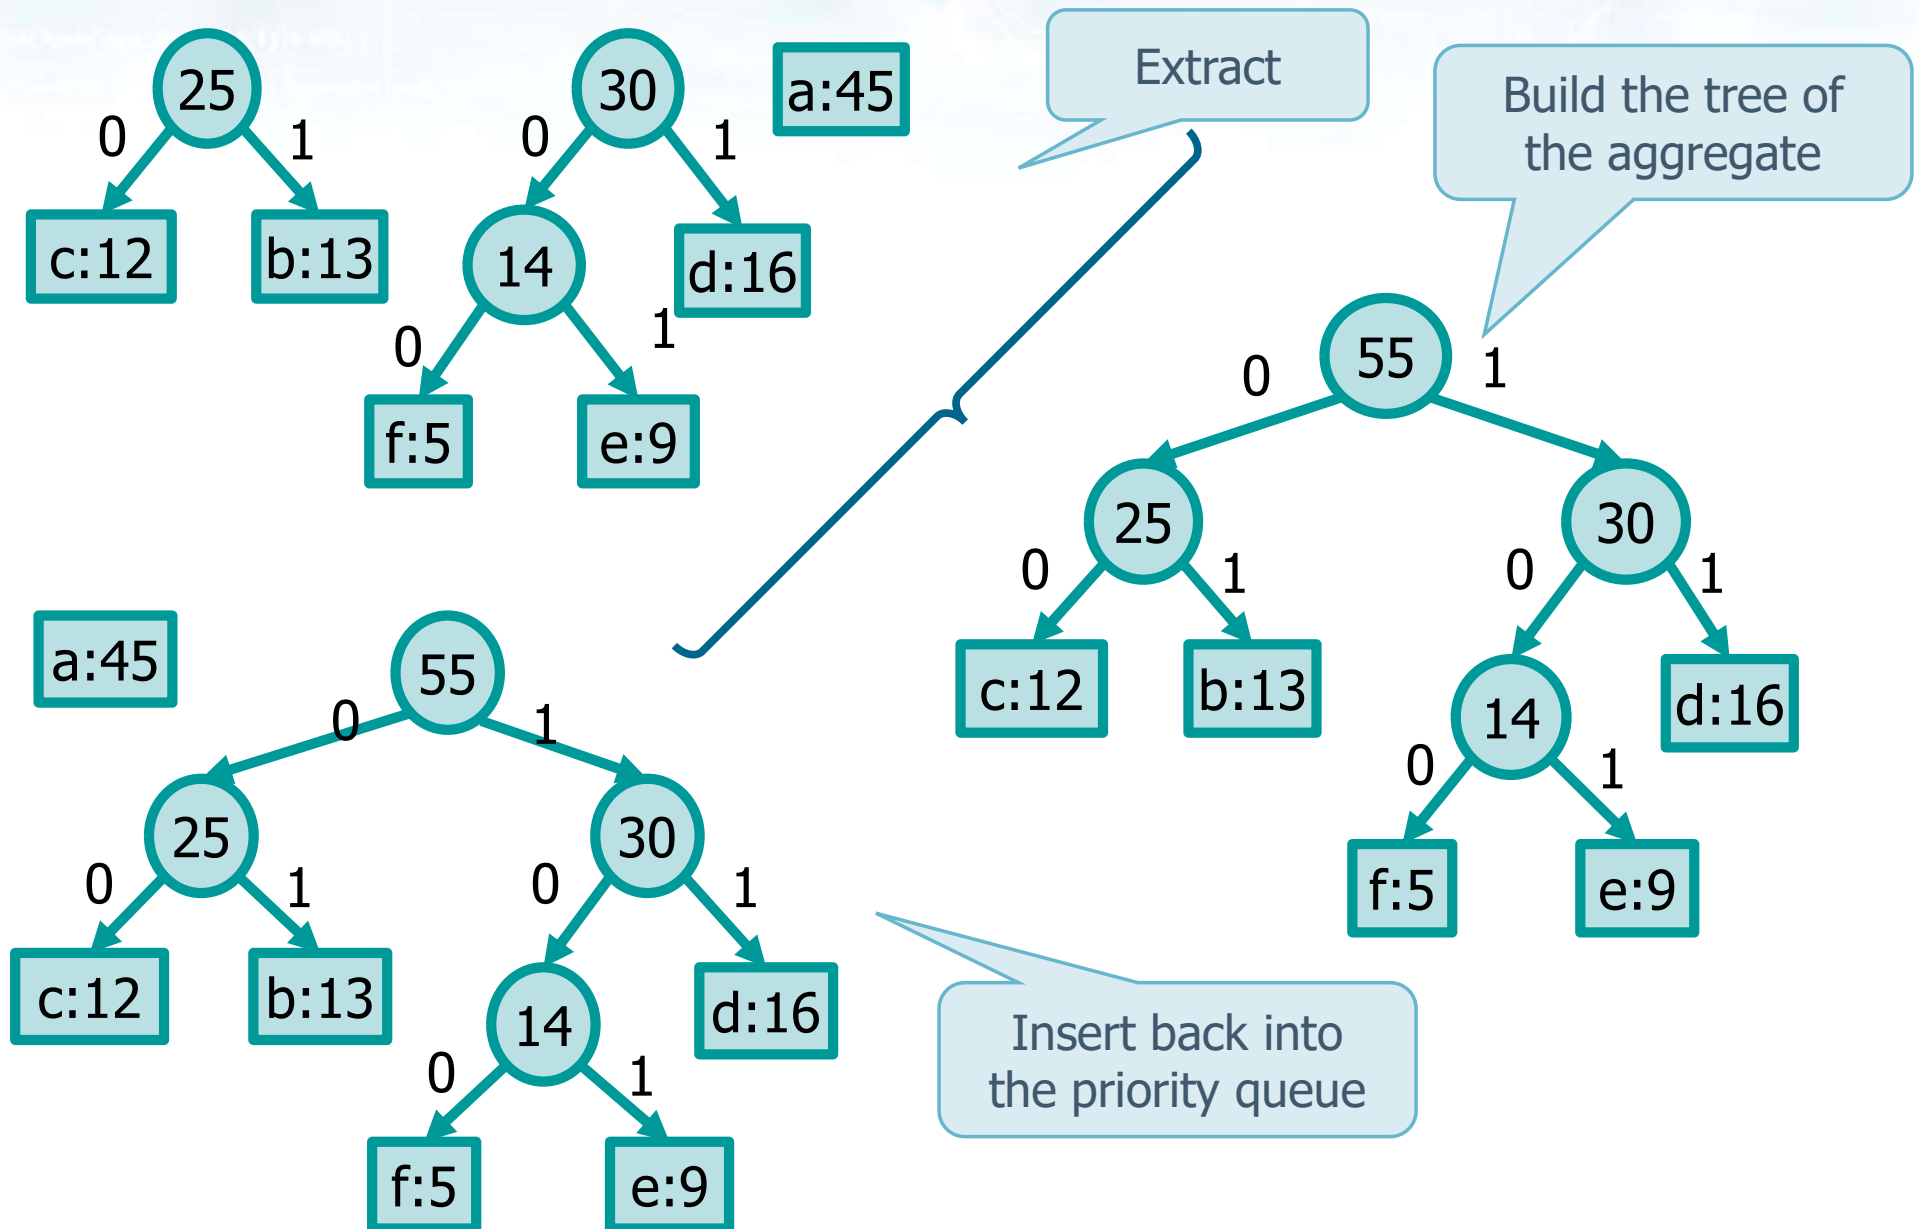 25
30
a:45
0
1
0
1
c:12
b:13
14
d:16
0
1
f:5
e:9
Extract
Build the tree of
the aggregate
55
0
1
25
30
0
1
0
1
c:12
b:13
14
d:16
0
1
f:5
e:9
a:45
55
0
1
25
30
0
1
0
1
c:12
b:13
14
d:16
0
1
f:5
e:9
Insert back into
the priority queue